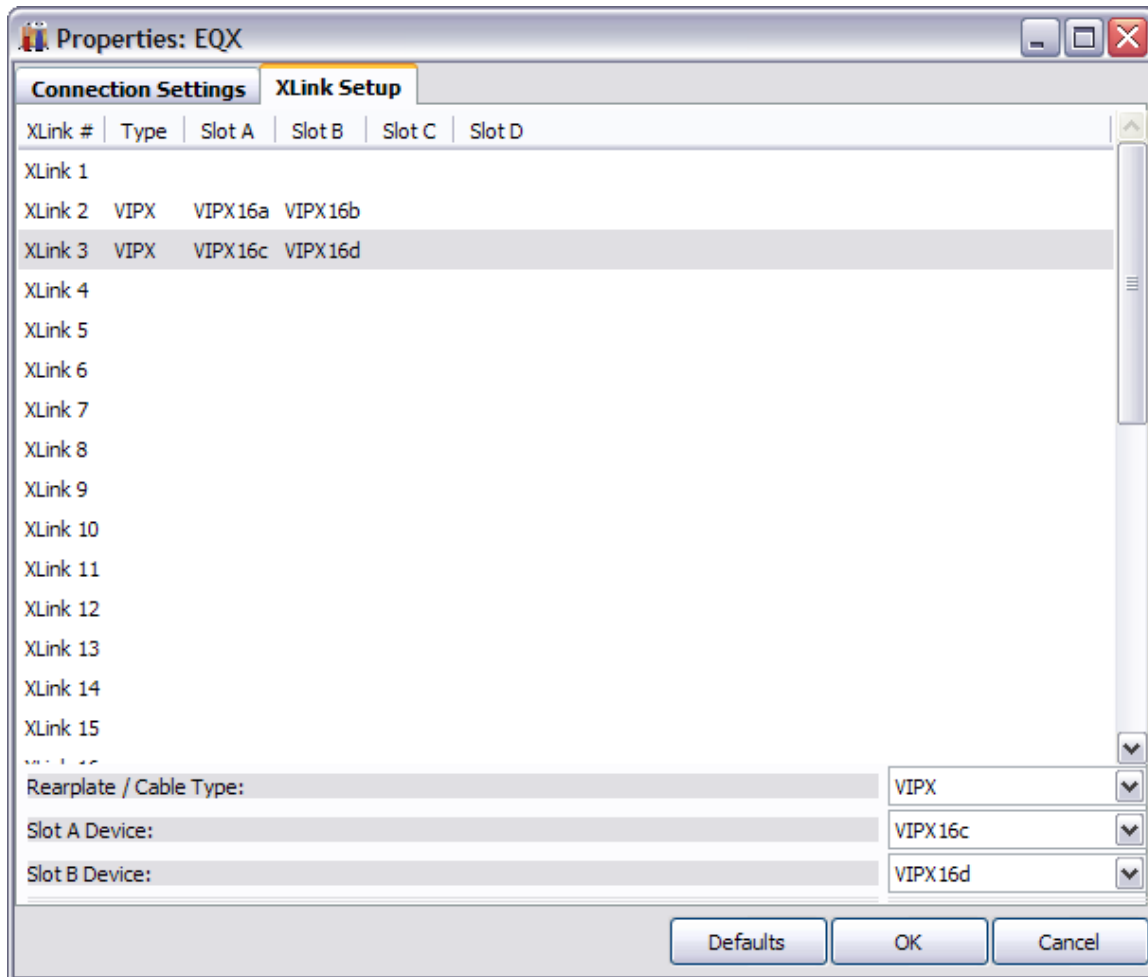 Properties: EQX
Connection Settings XLink Setup
XLink # Type Slot A Slot B Slot C Slot D
XLink 1
XLink 2 VIPX VIPX16a VIPX16b
XLink 3 VIPX VIPX16c VIPX16d
XLink 4
XLink 5
XLink 6
XLink 7
XLink 8
XLink 9
XLink 10
XLink 11
XLink 12
XLink 13
XLink 14
XLink 15
Rearplate / Cable Type: VIPX
Slot A Device: VIPX16c
Slot B Device: VIPX16d
Defaults OK Cancel